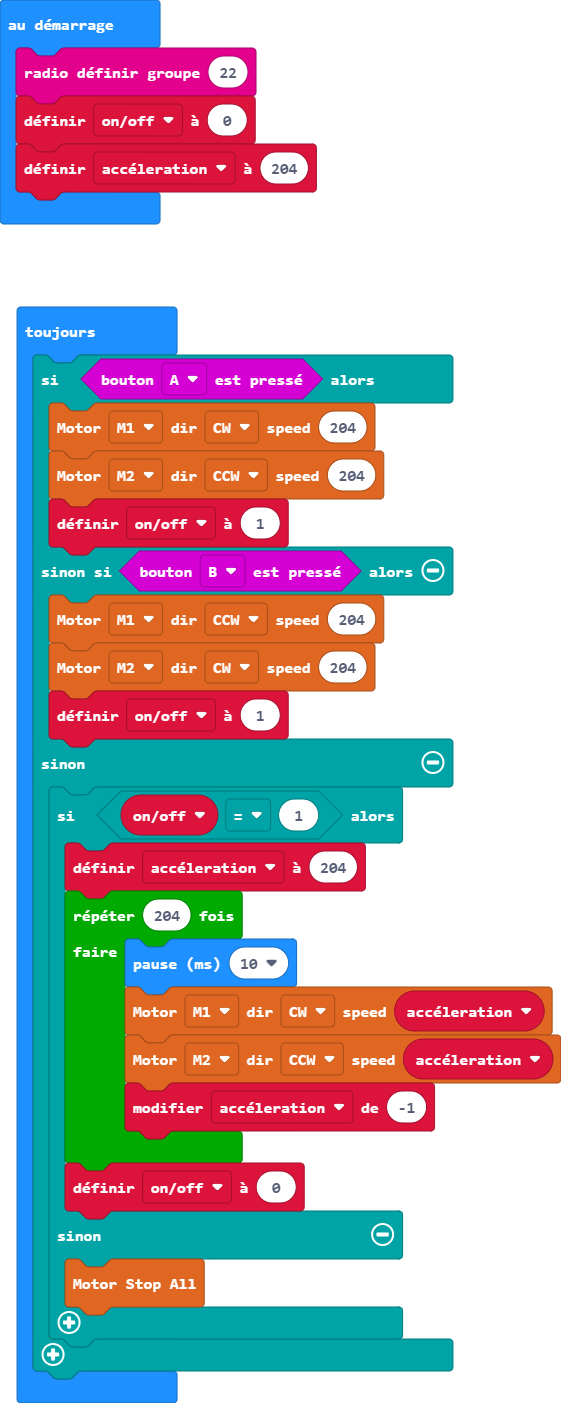 au démarrage
radio définir groupe 22
définir on/off à 0
définir accéleration à 204
toujours
si bouton A est pressé alors
Motor M1 dir CW speed 204
Motor M2 dir CCW speed 204
définir on/off à 1
sinon si bouton B est pressé alors
Motor M1 dir CCW speed 204
Motor M2 dir CW speed 204
définir on/off à 1
sinon
si on/off = 1 alors
définir accéleration à 204
répéter 204 fois
faire
pause (ms) 10
Motor M1 dir CW speed accéleration
Motor M2 dir CCW speed accéleration
modifier accéleration de -1
définir on/off à 0
sinon
Motor Stop All